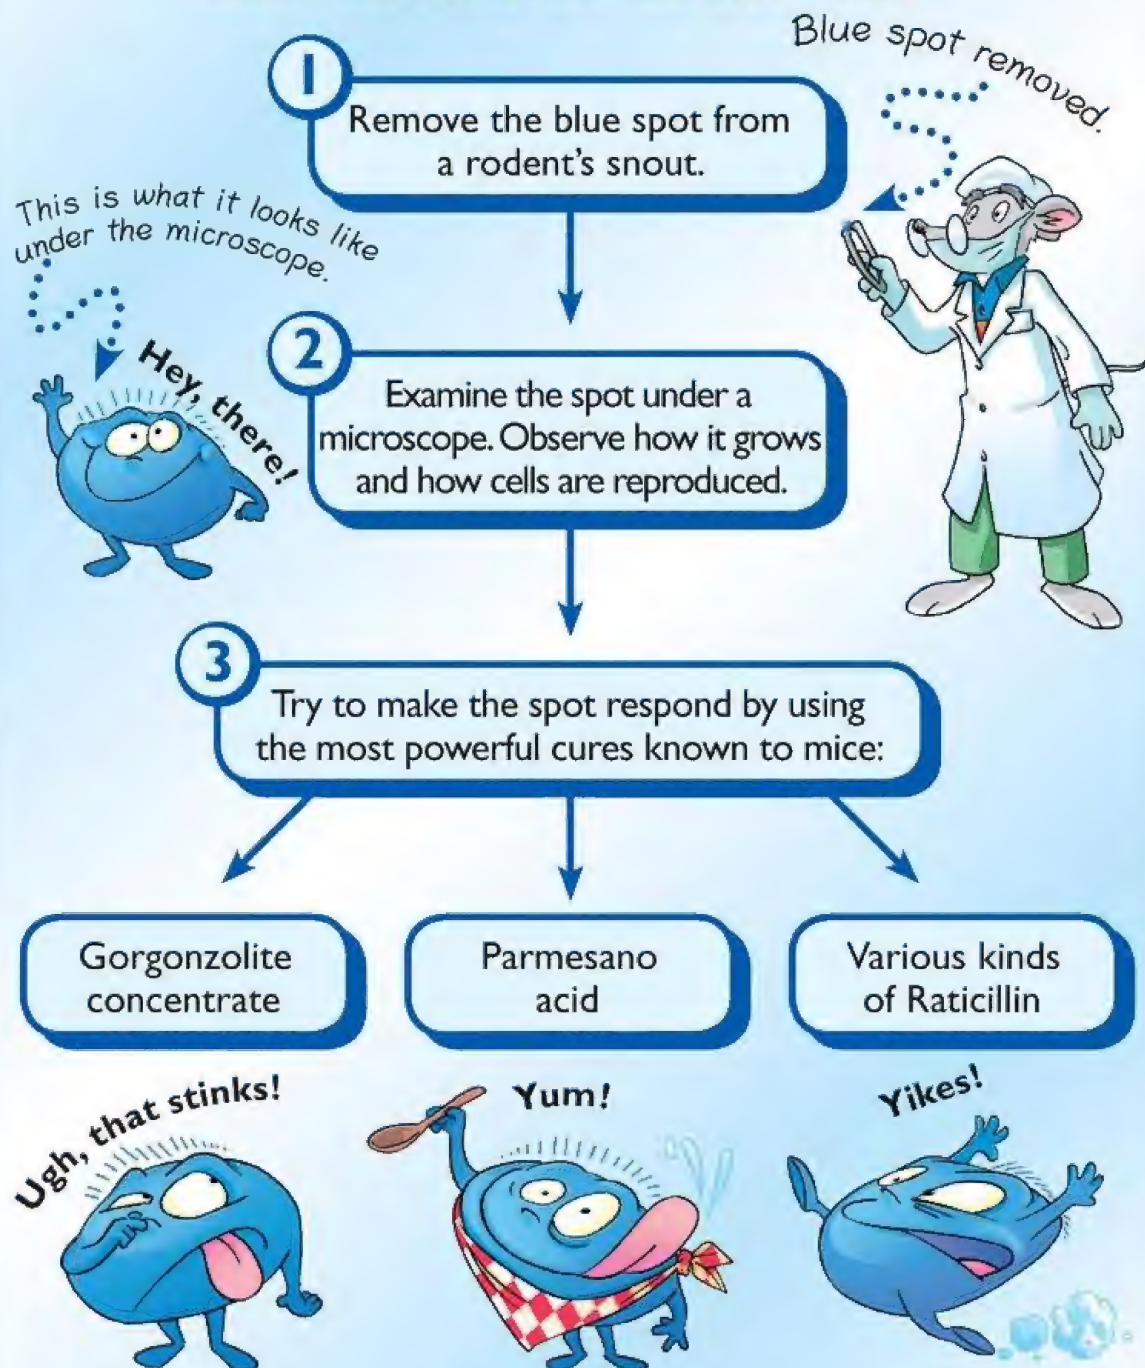 Blue spot removed.
1
Remove the blue spot from
a rodent's snout.
This is what it looks like
under the microscope.
Hey, there!
2
Examine the spot under a
microscope. Observe how it grows
and how cells are reproduced.
3
Try to make the spot respond by using
the most powerful cures known to mice:
Gorgonzolite
concentrate
Parmesano
acid
Various kinds
of Raticillin
Ugh, that stinks!
Yum!
Yikes!